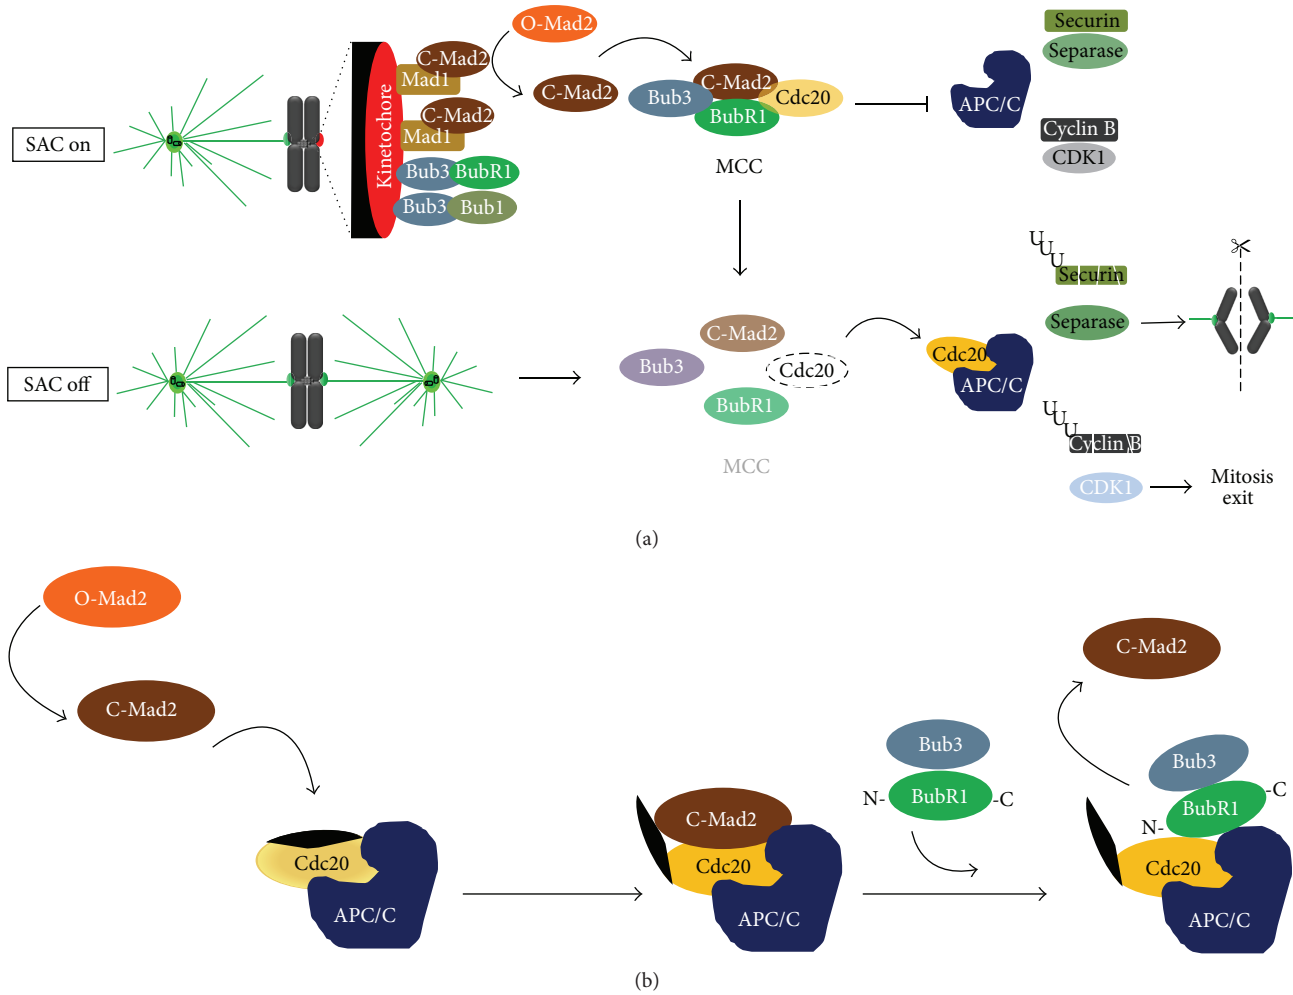 SAC on
Kinetochore
C-Mad2
Mad1
C-Mad2
Mad1
Bub3
BubR1
Bub3
Bub1
O-Mad2
C-Mad2
C-Mad2
Bub3
Cdc20
BubR1
MCC
APC/C
Securin
Separase
Cyclin B
CDK1
SAC off
C-Mad2
Bub3
Cdc20
BubR1
MCC
Cdc20
APC/C
U
U
U
Securin
Separase
U
U
U
Cyclin B
CDK1
Mitosis
exit
(a)
O-Mad2
C-Mad2
Cdc20
APC/C
C-Mad2
Cdc20
APC/C
Bub3
N-
BubR1
-C
C-Mad2
Bub3
BubR1
-C
N-
Cdc20
APC/C
(b)